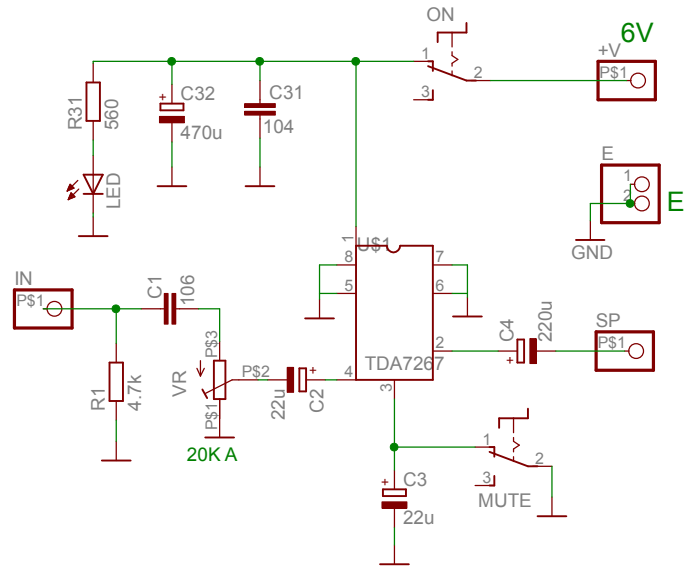 ON
6V
+V
P$1
1
2
3
R31
560
C32
+
470u
C31
104
LED
E
1
2
E
GND
1
U$1
8
7
5
6
IN
P$1
C1
106
P$3
VR
P$2
P$1
20K A
R1
4.7k
22u
+
C2
4
2
TDA7267
3
C4
220u
+
SP
P$1
1
2
3
MUTE
+
C3
22u